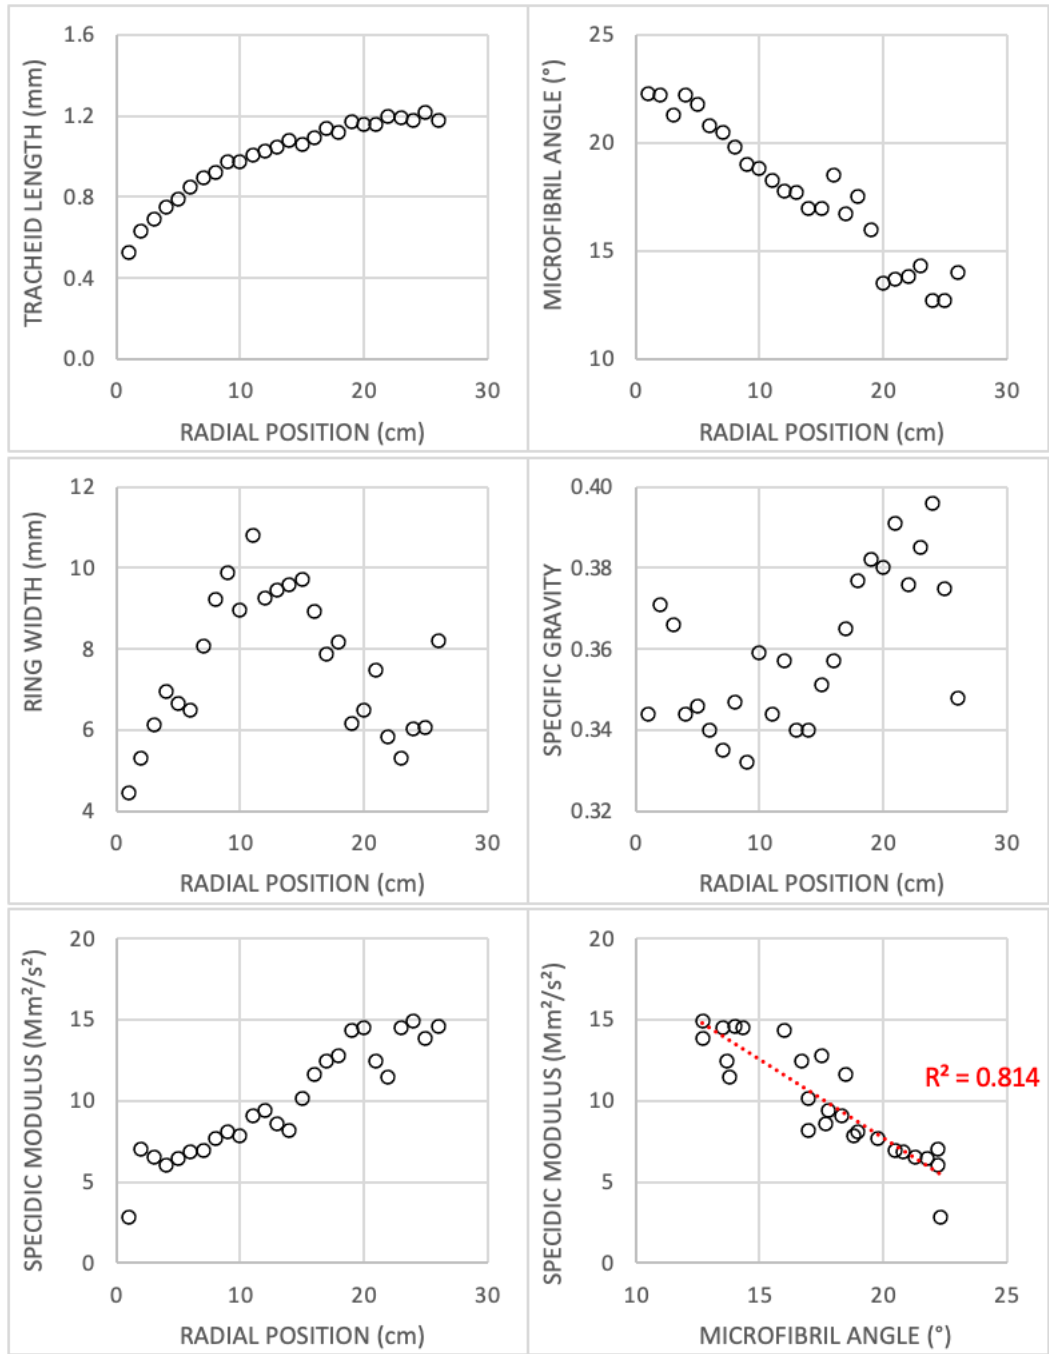 TRACHEID LENGTH (mm)
1.6
1.2
0.8
0.4
0.0
0 10 20 30
RADIAL POSITION (cm)
MICROFIBRIL ANGLE (°)
25
20
15
10
0 10 20 30
RADIAL POSITION (cm)
RING WIDTH (mm)
12
10
8
6
4
0 10 20 30
RADIAL POSITION (cm)
SPECIFIC GRAVITY
0.40
0.38
0.36
0.34
0.32
0 10 20 30
RADIAL POSITION (cm)
SPECIDIC MODULUS (Mm²/s²)
20
15
10
5
0
0 10 20 30
RADIAL POSITION (cm)
SPECIDIC MODULUS (Mm²/s²)
20
15
10
5
0
R² = 0.814
10 15 20 25
MICROFIBRIL ANGLE (°)